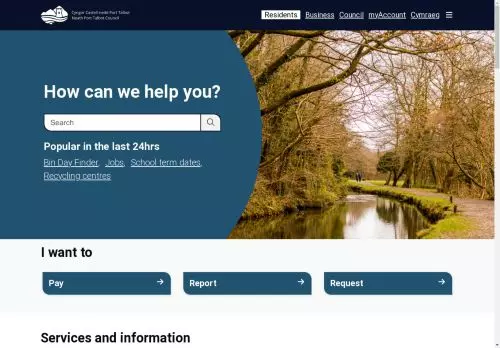 Cyngor Castell-nedd Port Talbot
Neath Port Talbot Council
Residents Business Council myAccount Cymraeg
How can we help you?
Search
Popular in the last 24hrs
Bin Day Finder, Jobs, School term dates,
Recycling centres
I want to
Pay Report Request
Services and information